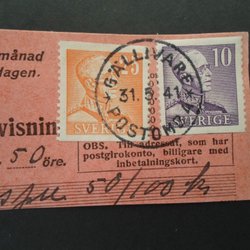 månad
dagen.
10
GÄLLIVARE
31.5.41
POSTOMB
SVERIGE
SVERIGE
visnin
50 öre.
OBS. Till adressat, som har
postgirokonto, billigare med
inbetalningskort.
50/100 kr